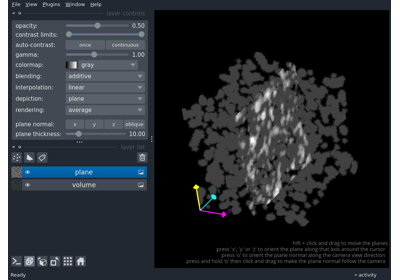 File View Plugins Window Help
layer controls
opacity: 0.50
contrast limits:
auto-contrast: once continuous
gamma: 1.00
colormap: gray
blending: additive
interpolation: linear
depiction: plane
rendering: average
plane normal: x y z oblique
plane thickness: 10.00
layer list
plane
volume
shift + click and drag to move the planes
press 'x', 'y' or 'z' to orient the plane along that axis around the cursor
press 'o' to orient the plane normal along the camera view direction
press and hold 'o' then click and drag to make the plane normal follow the camera
Ready activity